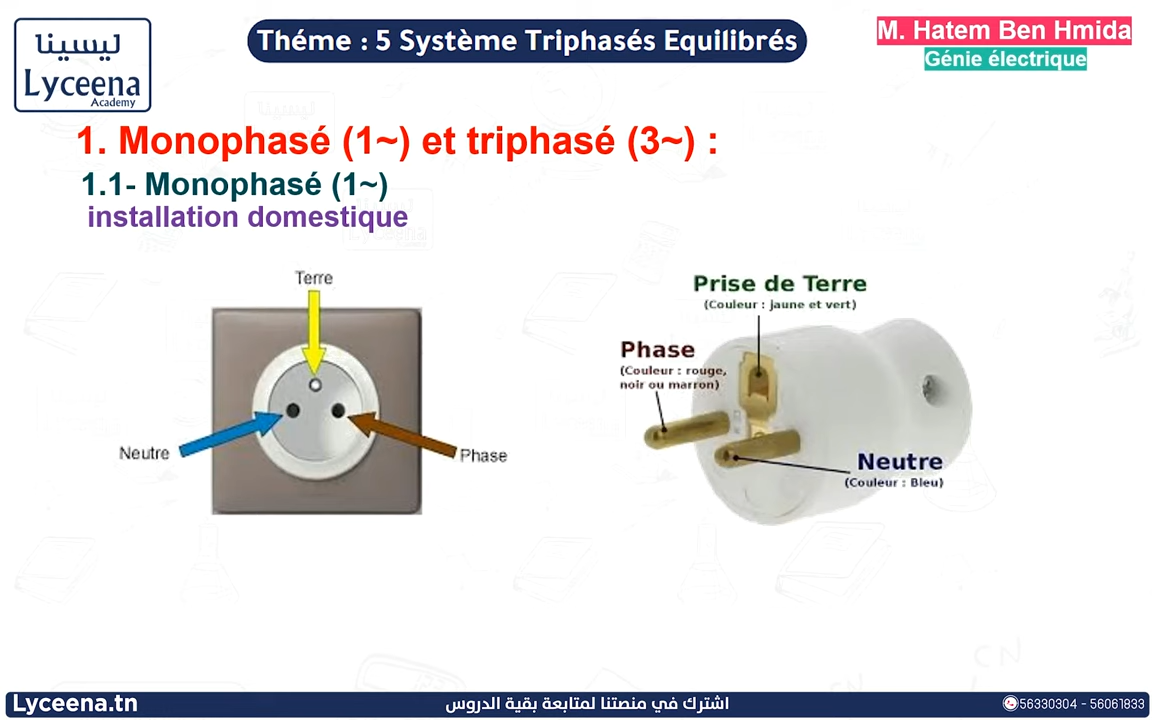 ليسينا
Lyceena
Academy
Théme : 5 Système Triphasés Equilibrés
M. Hatem Ben Hmida
Génie électrique
1. Monophasé (1~) et triphasé (3~) :
1.1- Monophasé (1~)
installation domestique
Terre
Neutre
Phase
Prise de Terre
(Couleur : jaune et vert)
Phase
(Couleur : rouge,
noir ou marron)
Neutre
(Couleur : Bleu)
Lyceena.tn
اشترك في منصتنا لمتابعة بقية الدروس
56330304 - 56061833